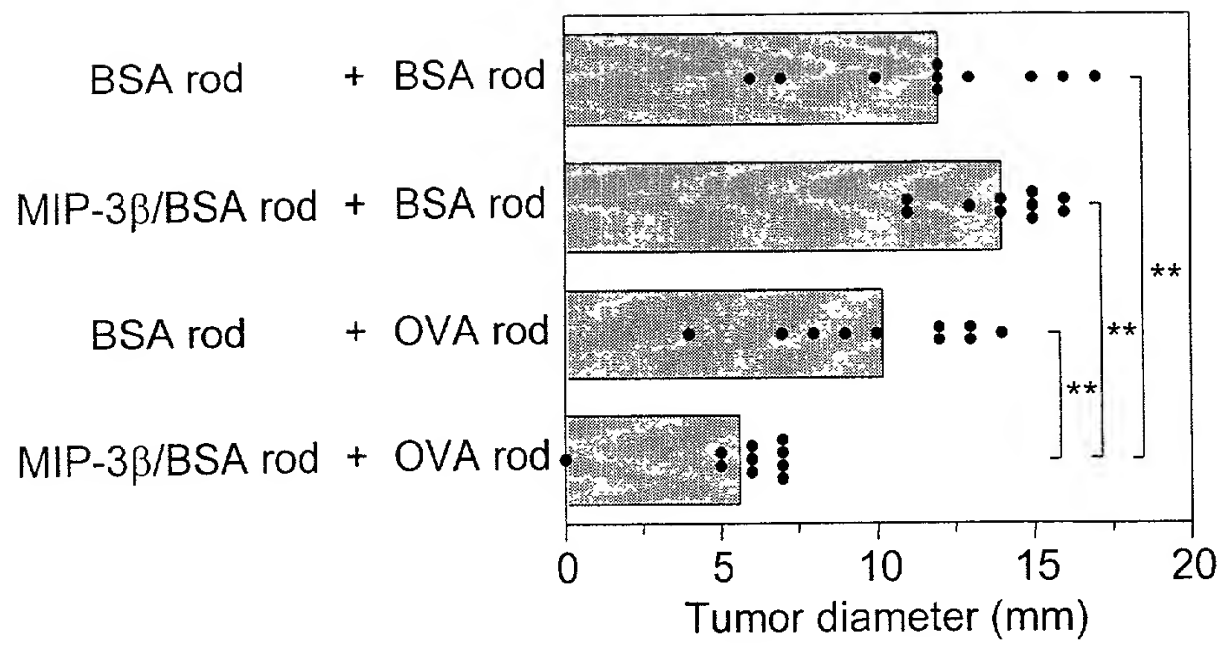 BSA rod + BSA rod
MIP-3β/BSA rod + BSA rod
**
BSA rod + OVA rod
**
**
MIP-3β/BSA rod + OVA rod
0 5 10 15 20
Tumor diameter (mm)